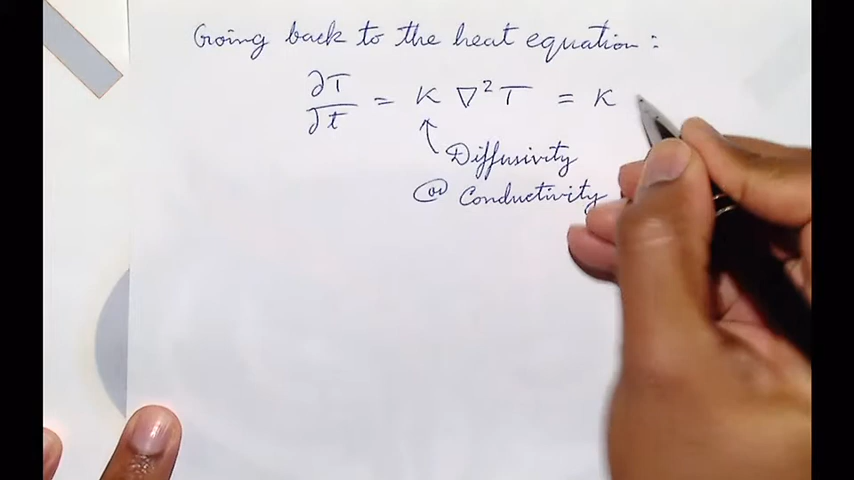 Going back to the heat equation :
∂T/∂t = K ∇²T = K
Diffusivity
or Conductivity